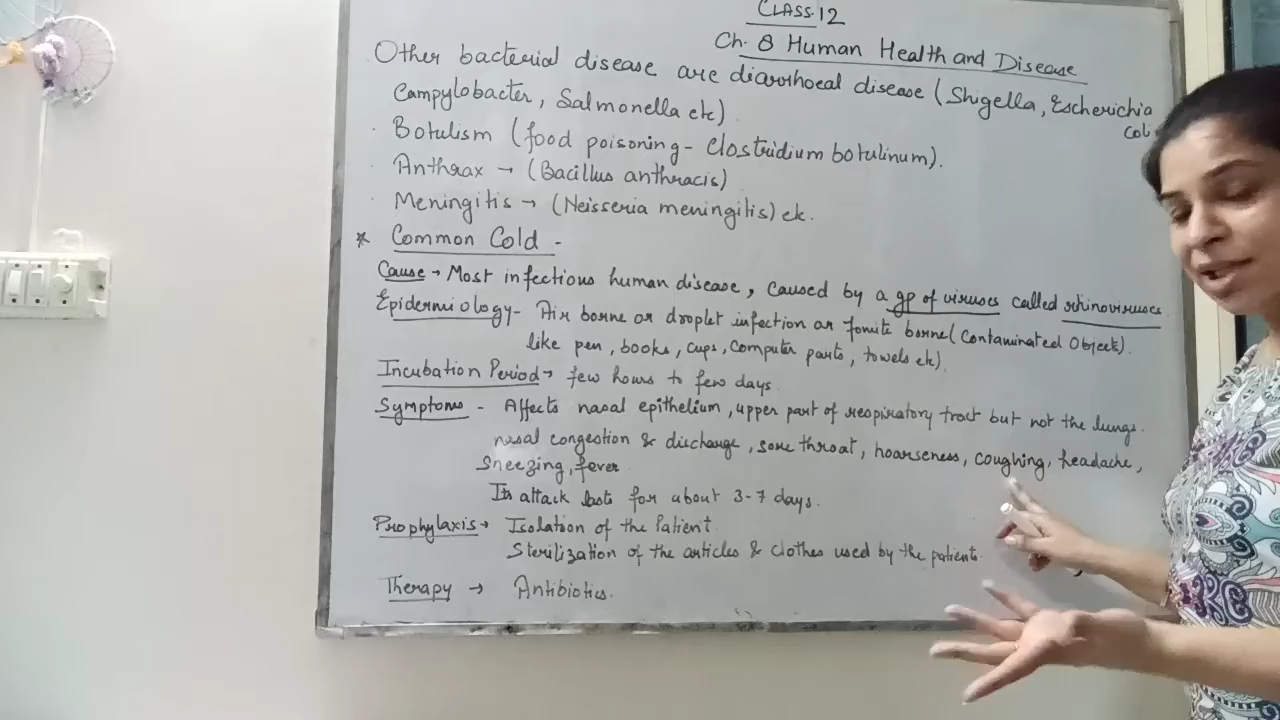 CLASS 12
Ch. 8 Human Health and Disease
Other bacterial disease are diarrhoeal disease (Shigella, Escherichia coli
Campylobacter, Salmonella etc)
· Botulism (food poisoning - Clostridium botulinum).
· Anthrax → (Bacillus anthracis)
· Meningitis → (Neisseria meningitis) etc.
* Common Cold -
Cause → Most infectious human disease, caused by a gp of viruses called rhinoviruses
Epidermiology - Air borne or droplet infection or fomite borne (Contaminated Objects).
like pen, books, cups, computer parts, towels etc).
Incubation Period → few hours to few days.
Symptoms - Affects nasal epithelium, upper part of respiratory tract but not the lungs.
nasal congestion & discharge, sore throat, hoarseness, coughing, headache,
Sneezing, fever.
Its attack lasts for about 3-7 days.
Prophylaxis → Isolation of the Patient.
Sterilization of the articles & clothes used by the patients.
Therapy → Antibiotics.